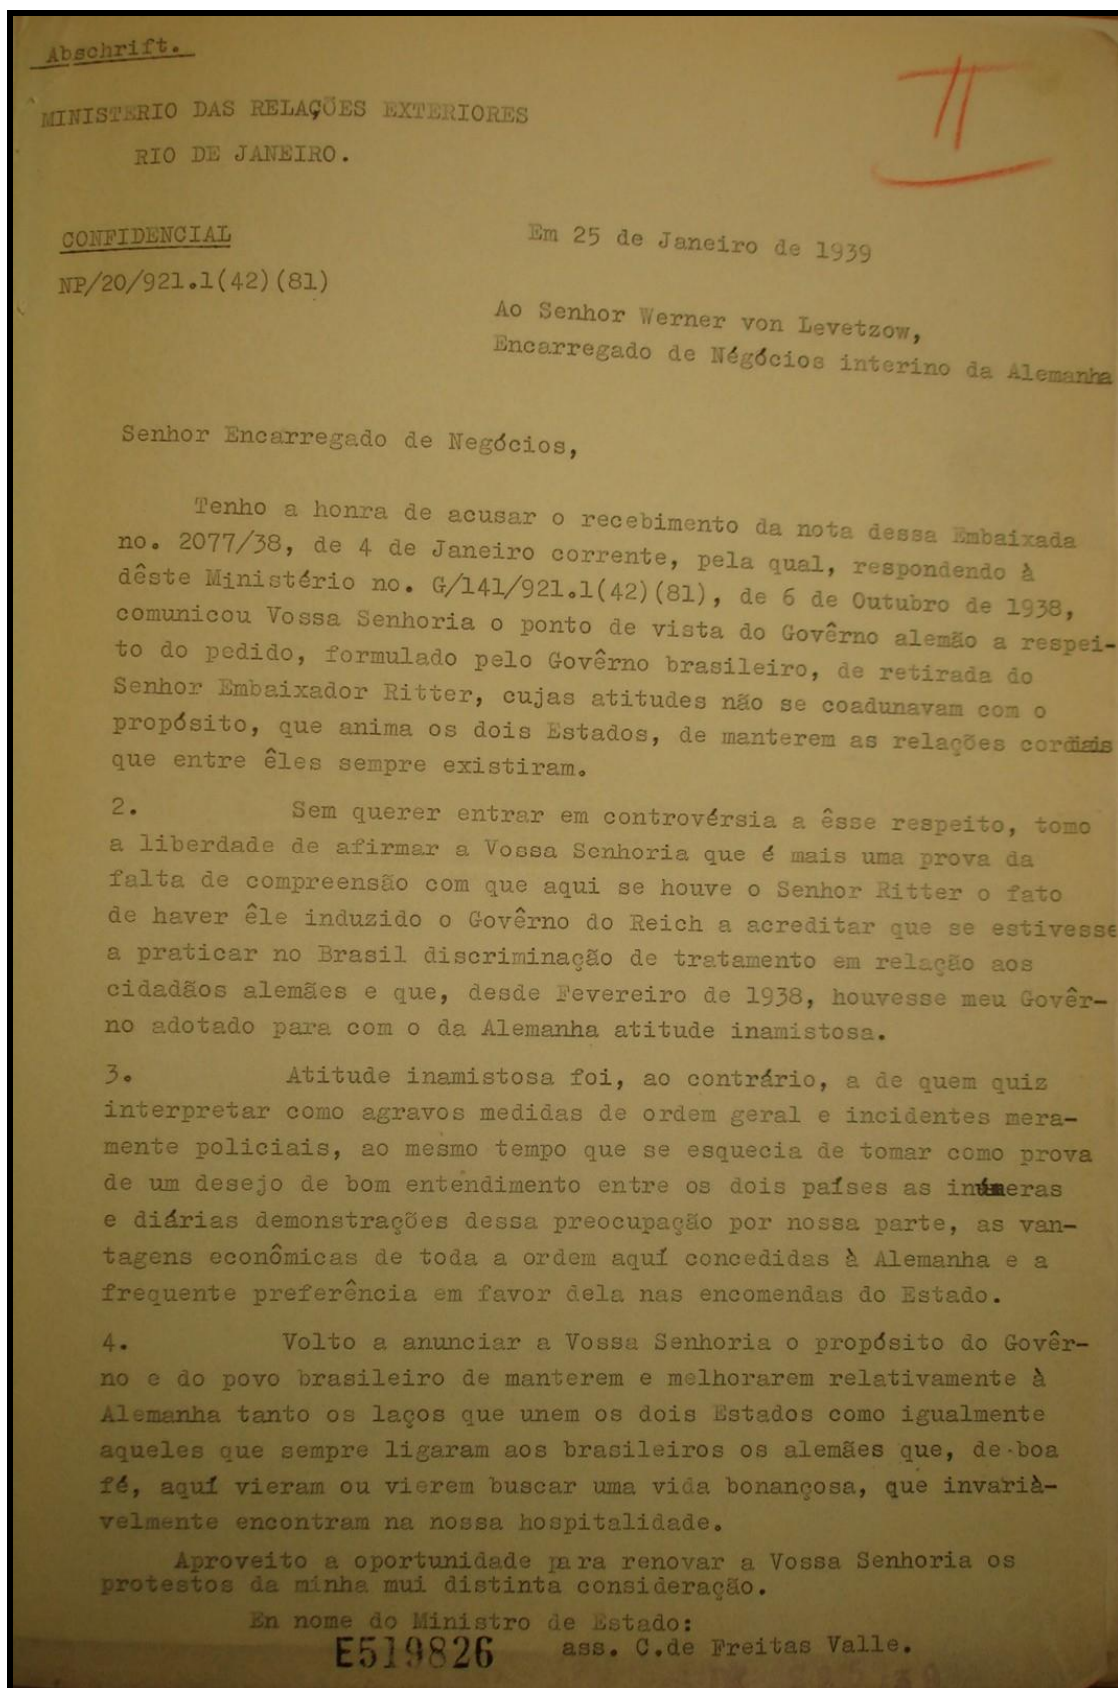 Abschrift.
II
MINISTERIO DAS RELAÇÕES EXTERIORES
RIO DE JANEIRO.
CONFIDENCIAL
Em 25 de Janeiro de 1939
NP/20/921.1(42)(81)
Ao Senhor Werner von Levetzow,
Encarregado de Négócios interino da Alemanha
Senhor Encarregado de Negócios,
Tenho a honra de acusar o recebimento da nota dessa Embaixada
no. 2077/38, de 4 de Janeiro corrente, pela qual, respondendo à
dêste Ministério no. G/141/921.1(42)(81), de 6 de Outubro de 1938,
comunicou Vossa Senhoria o ponto de vista do Govêrno alemão a respei-
to do pedido, formulado pelo Govêrno brasileiro, de retirada do
Senhor Embaixador Ritter, cujas atitudes não se coadunavam com o
propósito, que anima os dois Estados, de manterem as relações cordiais
que entre êles sempre existiram.
2. Sem querer entrar em controvérsia a êsse respeito, tomo
a liberdade de afirmar a Vossa Senhoria que é mais uma prova da
falta de compreensão com que aqui se houve o Senhor Ritter o fato
de haver êle induzido o Govêrno do Reich a acreditar que se estivesse
a praticar no Brasil discriminação de tratamento em relação aos
cidadãos alemães e que, desde Fevereiro de 1938, houvesse meu Govêr-
no adotado para com o da Alemanha atitude inamistosa.
3. Atitude inamistosa foi, ao contrário, a de quem quiz
interpretar como agravos medidas de ordem geral e incidentes mera-
mente policiais, ao mesmo tempo que se esquecia de tomar como prova
de um desejo de bom entendimento entre os dois países as inúmeras
e diárias demonstrações dessa preocupação por nossa parte, as van-
tagens econômicas de toda a ordem aquí concedidas à Alemanha e a
frequente preferência em favor dela nas encomendas do Estado.
4. Volto a anunciar a Vossa Senhoria o propósito do Govêr-
no e do povo brasileiro de manterem e melhorarem relativamente à
Alemanha tanto os laços que unem os dois Estados como igualmente
aqueles que sempre ligaram aos brasileiros os alemães que, de boa
fé, aquí vieram ou vierem buscar uma vida bonançosa, que invarià-
velmente encontram na nossa hospitalidade.
Aproveito a oportunidade para renovar a Vossa Senhoria os
protestos da minha mui distinta consideração.
En nome do Ministro de Estado:
ass. C.de Freitas Valle.
E519826